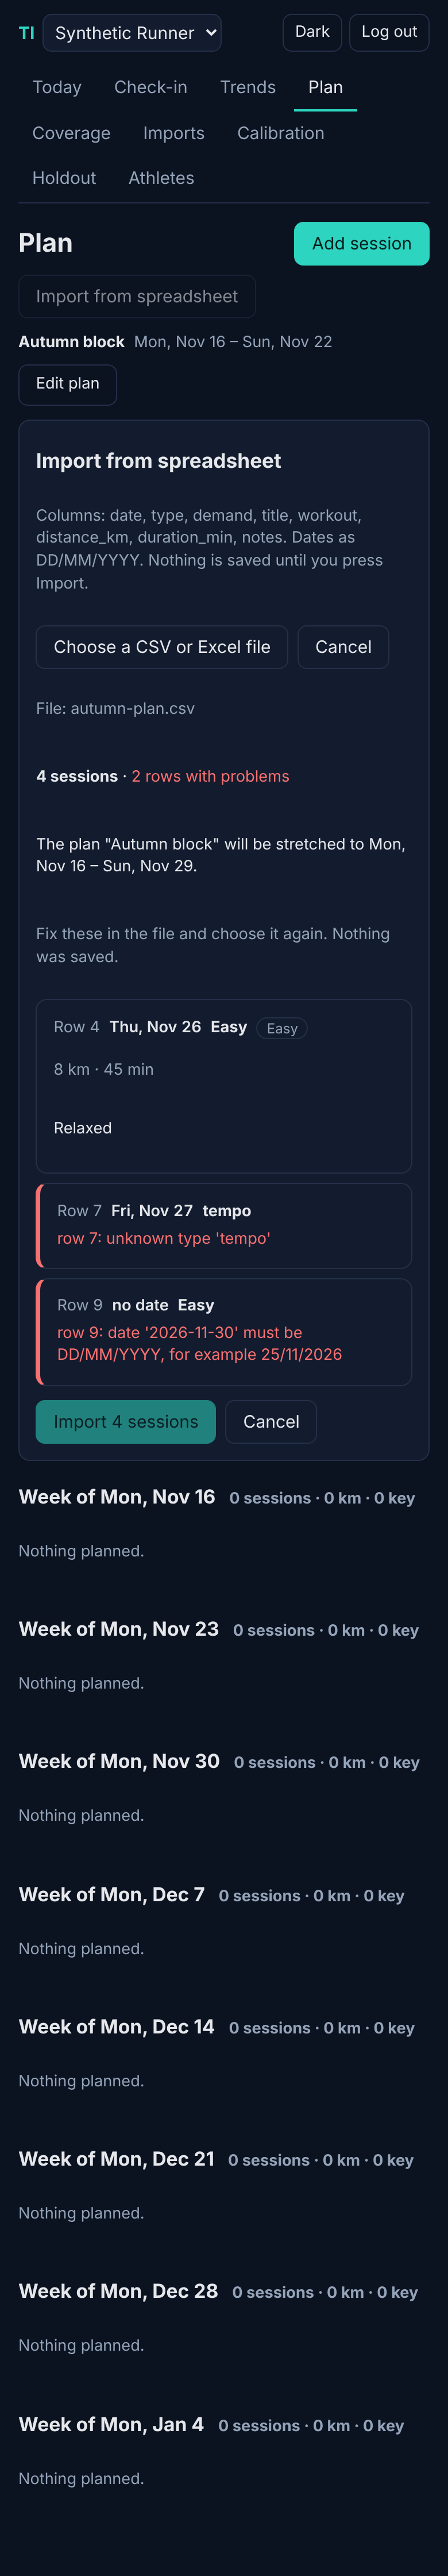 TI Synthetic Runner Dark Log out
Today Check-in Trends Plan
Coverage Imports Calibration
Holdout Athletes
Plan Add session
Import from spreadsheet
Autumn block Mon, Nov 16 – Sun, Nov 22
Edit plan
Import from spreadsheet
Columns: date, type, demand, title, workout,
distance_km, duration_min, notes. Dates as
DD/MM/YYYY. Nothing is saved until you press
Import.
Choose a CSV or Excel file Cancel
File: autumn-plan.csv
4 sessions · 2 rows with problems
The plan "Autumn block" will be stretched to Mon,
Nov 16 – Sun, Nov 29.
Fix these in the file and choose it again. Nothing
was saved.
Row 4 Thu, Nov 26 Easy Easy
8 km · 45 min
Relaxed
Row 7 Fri, Nov 27 tempo
row 7: unknown type 'tempo'
Row 9 no date Easy
row 9: date '2026-11-30' must be
DD/MM/YYYY, for example 25/11/2026
Import 4 sessions Cancel
Week of Mon, Nov 16 0 sessions · 0 km · 0 key
Nothing planned.
Week of Mon, Nov 23 0 sessions · 0 km · 0 key
Nothing planned.
Week of Mon, Nov 30 0 sessions · 0 km · 0 key
Nothing planned.
Week of Mon, Dec 7 0 sessions · 0 km · 0 key
Nothing planned.
Week of Mon, Dec 14 0 sessions · 0 km · 0 key
Nothing planned.
Week of Mon, Dec 21 0 sessions · 0 km · 0 key
Nothing planned.
Week of Mon, Dec 28 0 sessions · 0 km · 0 key
Nothing planned.
Week of Mon, Jan 4 0 sessions · 0 km · 0 key
Nothing planned.